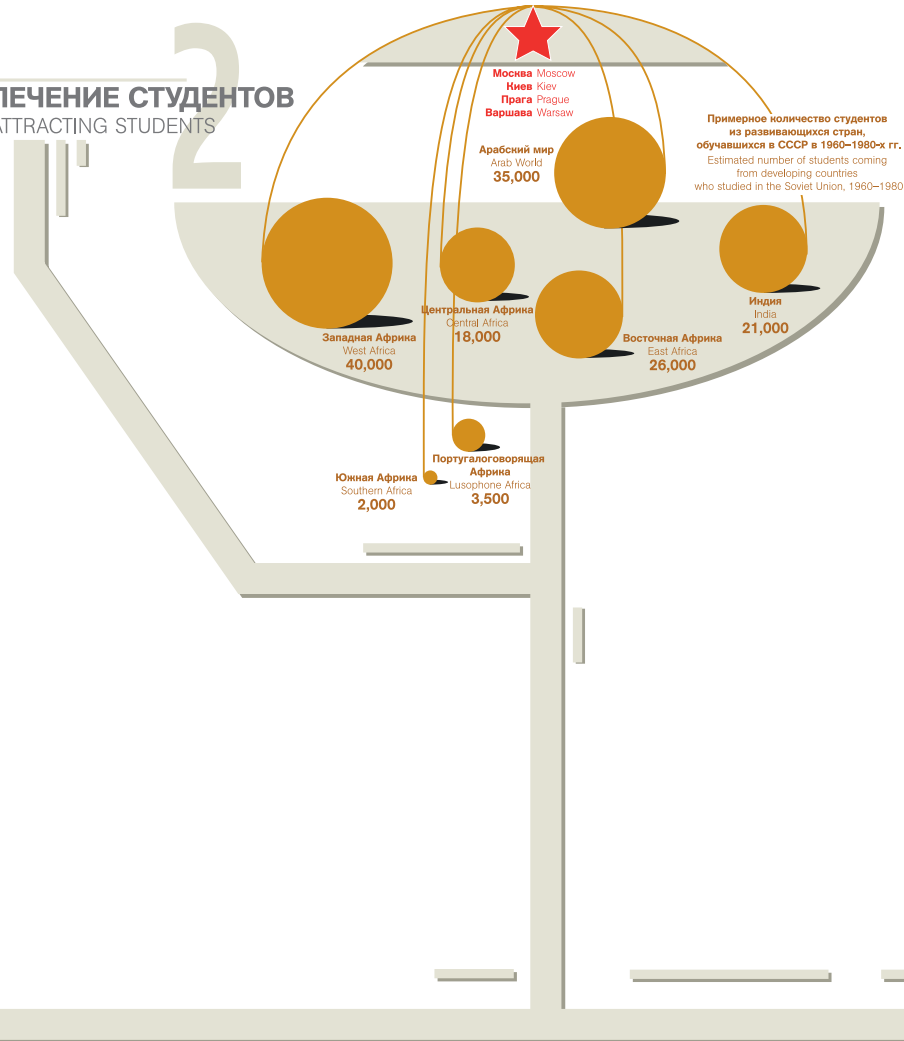 2
ЛЕЧЕНИЕ СТУДЕНТОВ
ATTRACTING STUDENTS
Москва Moscow
Киев Kiev
Прага Prague
Варшава Warsaw
Примерное количество студентов
из развивающихся стран,
обучавшихся в СССР в 1960–1980-х гг.
Estimated number of students coming
from developing countries
who studied in the Soviet Union, 1960–1980
Арабский мир
Arab World
35,000
Западная Африка
West Africa
40,000
Центральная Африка
Central Africa
18,000
Восточная Африка
East Africa
26,000
Индия
India
21,000
Южная Африка
Southern Africa
2,000
Португалоговорящая
Африка
Lusophone Africa
3,500